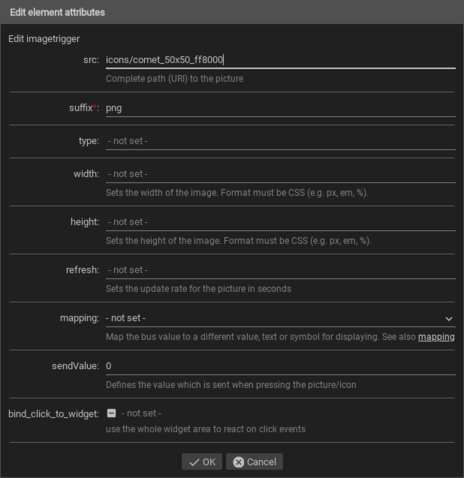 Edit element attributes
Edit imagetrigger
src: icons/comet_50x50_ff8000
Complete path (URI) to the picture
suffix*: png
type: - not set -
width: - not set -
Sets the width of the image. Format must be CSS (e.g. px, em, %).
height: - not set -
Sets the height of the image. Format must be CSS (e.g. px, em, %).
refresh: - not set -
Sets the update rate for the picture in seconds
mapping: - not set -
Map the bus value to a different value, text or symbol for displaying. See also mapping
sendValue: 0
Defines the value which is sent when pressing the picture/icon
bind_click_to_widget: - not set -
use the whole widget area to react on click events
OK Cancel